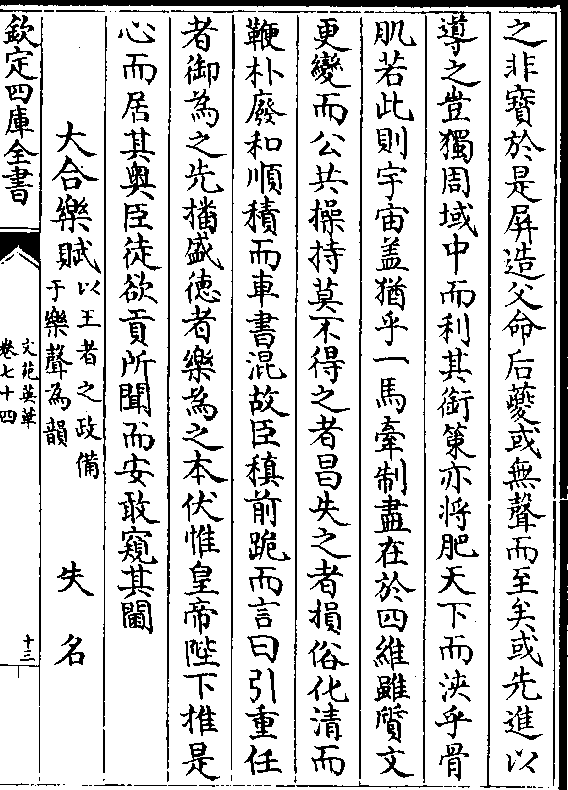 之非寳於是屏造父命后夔或無聲而至矣或先進以
導之豈獨周域中而利其銜策亦將肥天下而浹乎骨
肌若此則宇宙盖猶乎一馬牽制盡在於四維雖質文
更變而公共操持莫不得之者昌失之者損俗化清而
鞭朴廢和順積而車書混故臣稹前跪而言曰引重任
者御為之先播盛徳者樂為之本伏惟皇帝陛下推是
心而居其奥臣徒欲貢所聞而安敢窺其閫
大合樂賦 以王者之政備
于樂聲為韻 失名
欽定四庫全書
文苑英華
卷七十四
十三